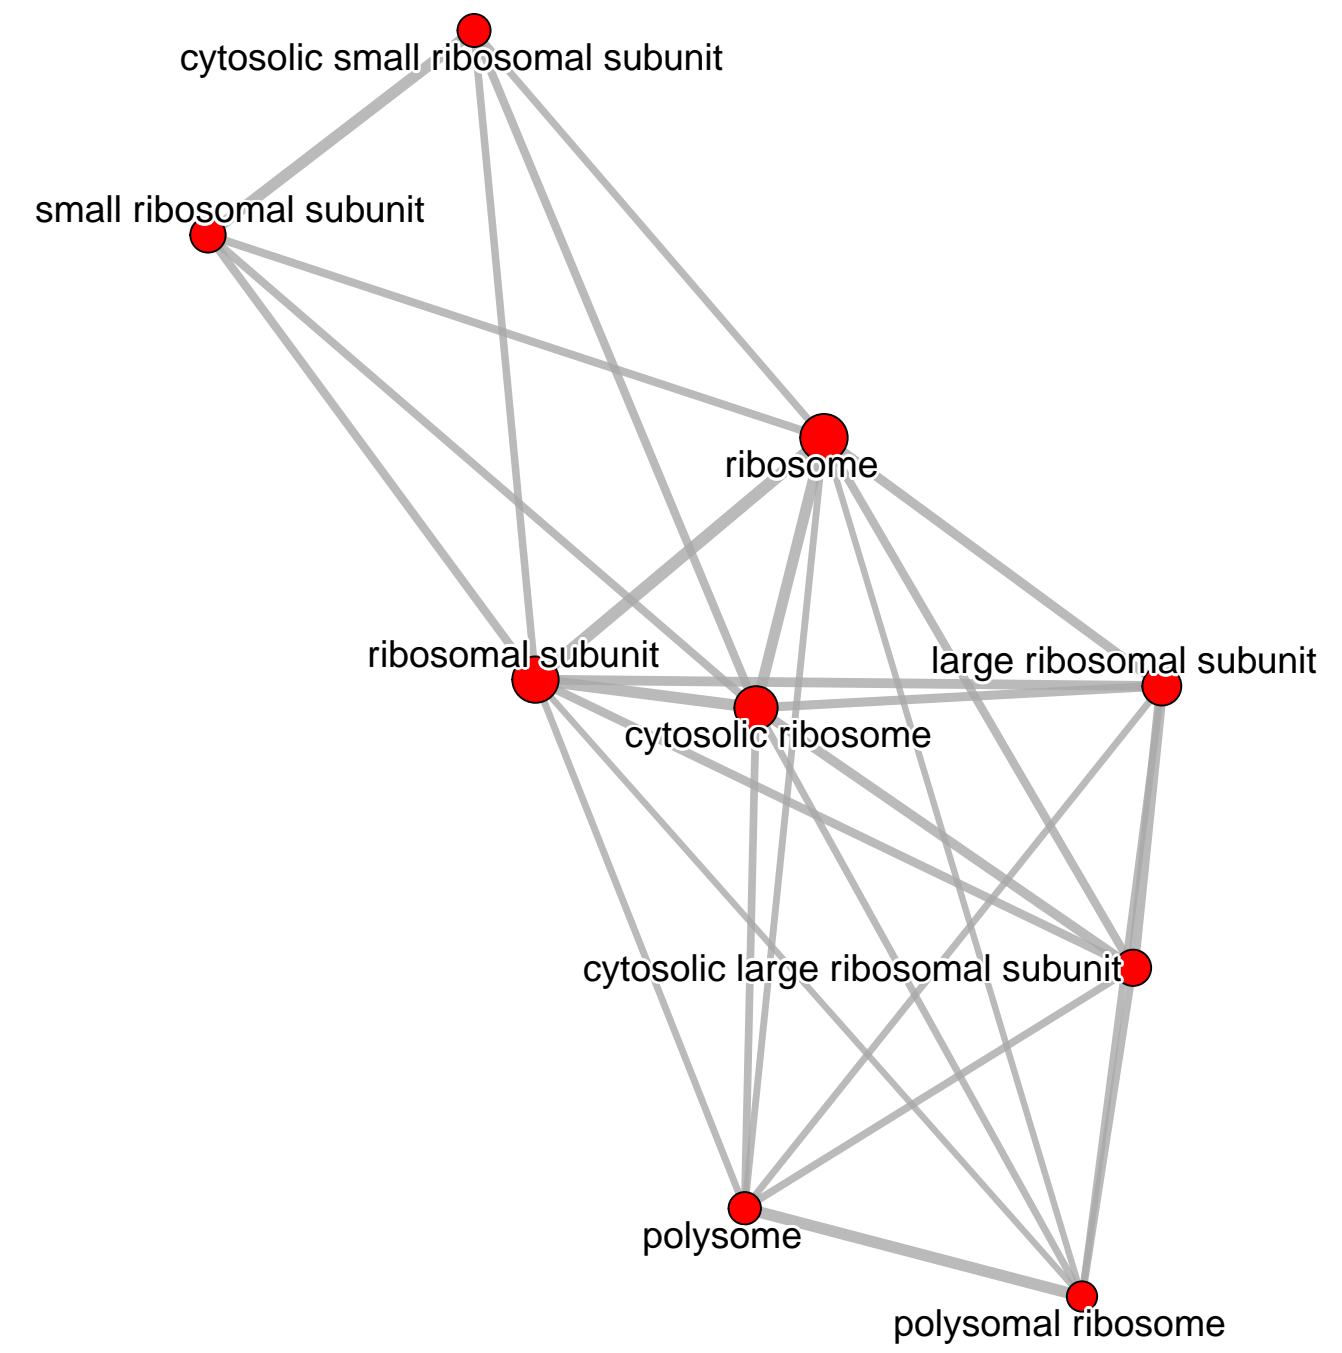 cytosolic small ribosomal subunit
small ribosomal subunit
ribosome
ribosomal subunit
large ribosomal subunit
cytosolic ribosome
cytosolic large ribosomal subunit
polysome
polysomal ribosome